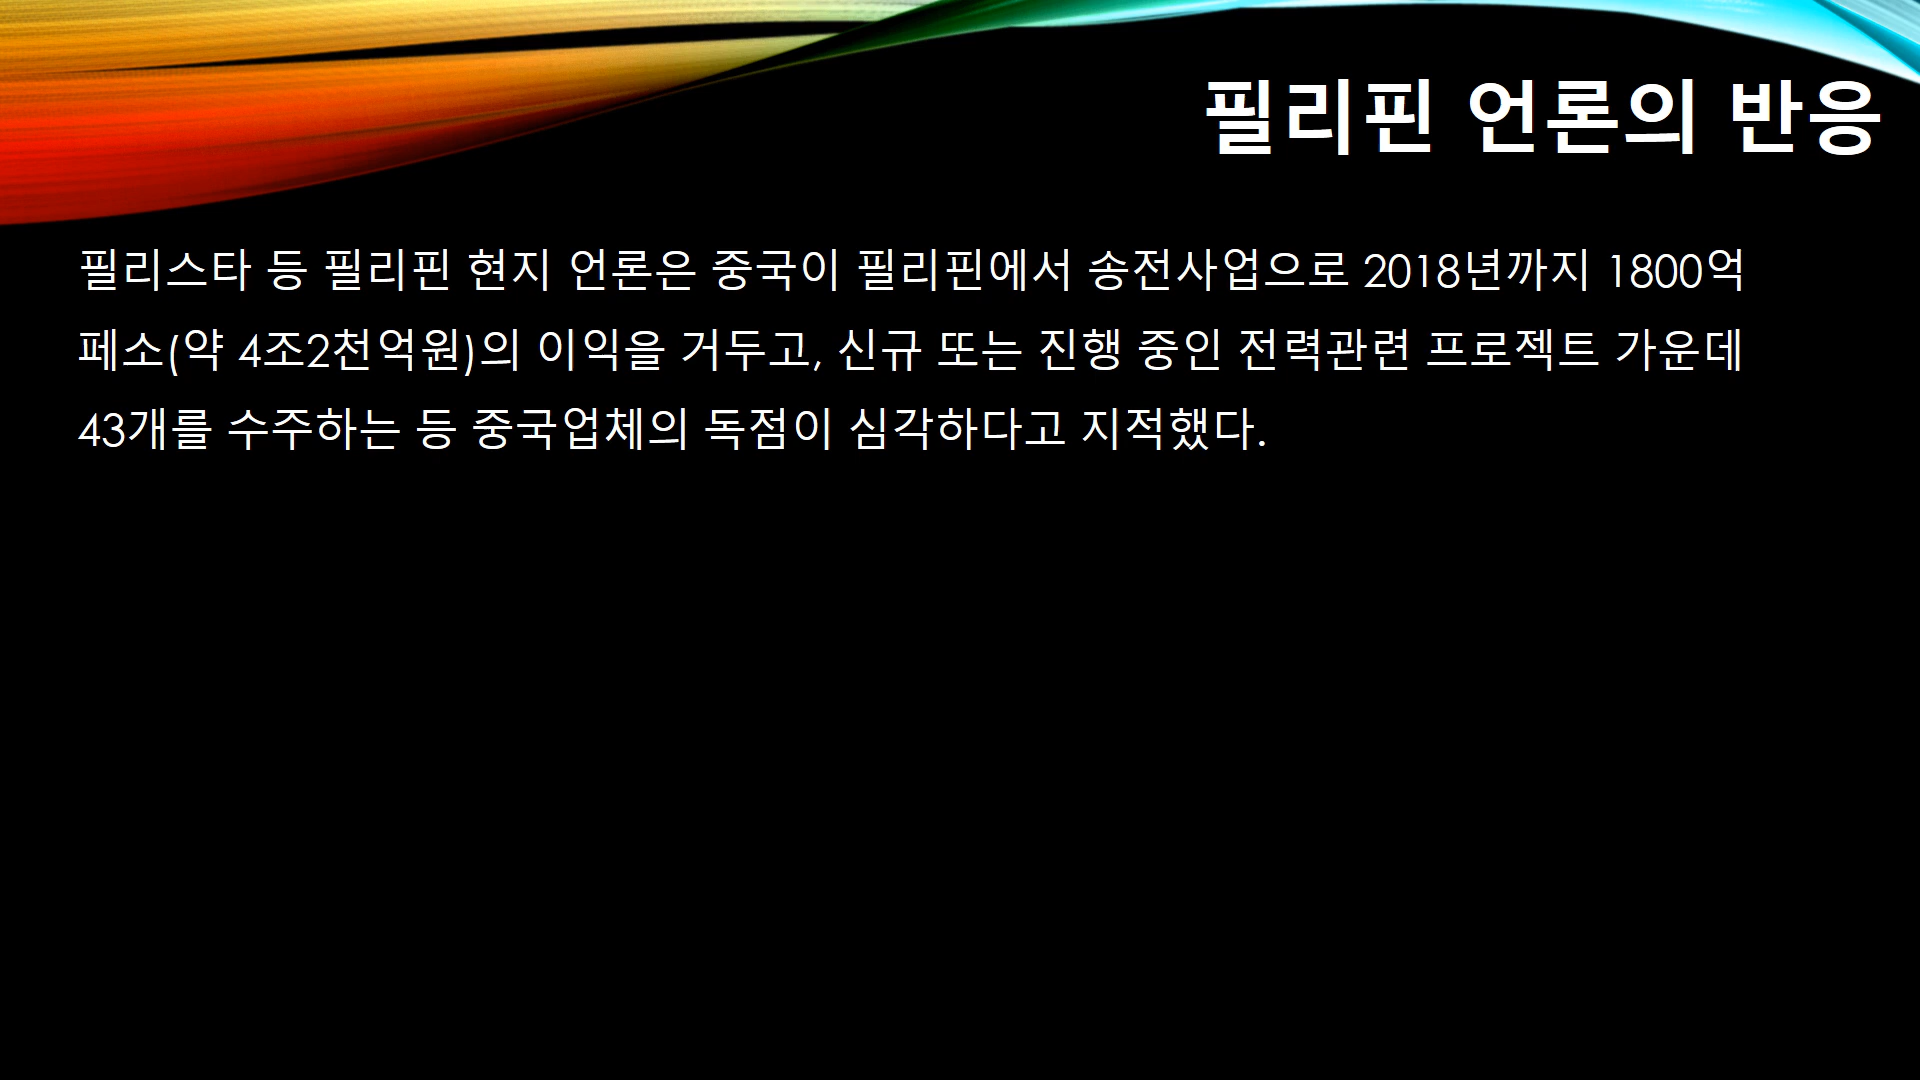 필리핀 언론의 반응
필리스타 등 필리핀 현지 언론은 중국이 필리핀에서 송전사업으로 2018년까지 1800억
페소(약 4조2천억원)의 이익을 거두고, 신규 또는 진행 중인 전력관련 프로젝트 가운데
43개를 수주하는 등 중국업체의 독점이 심각하다고 지적했다.